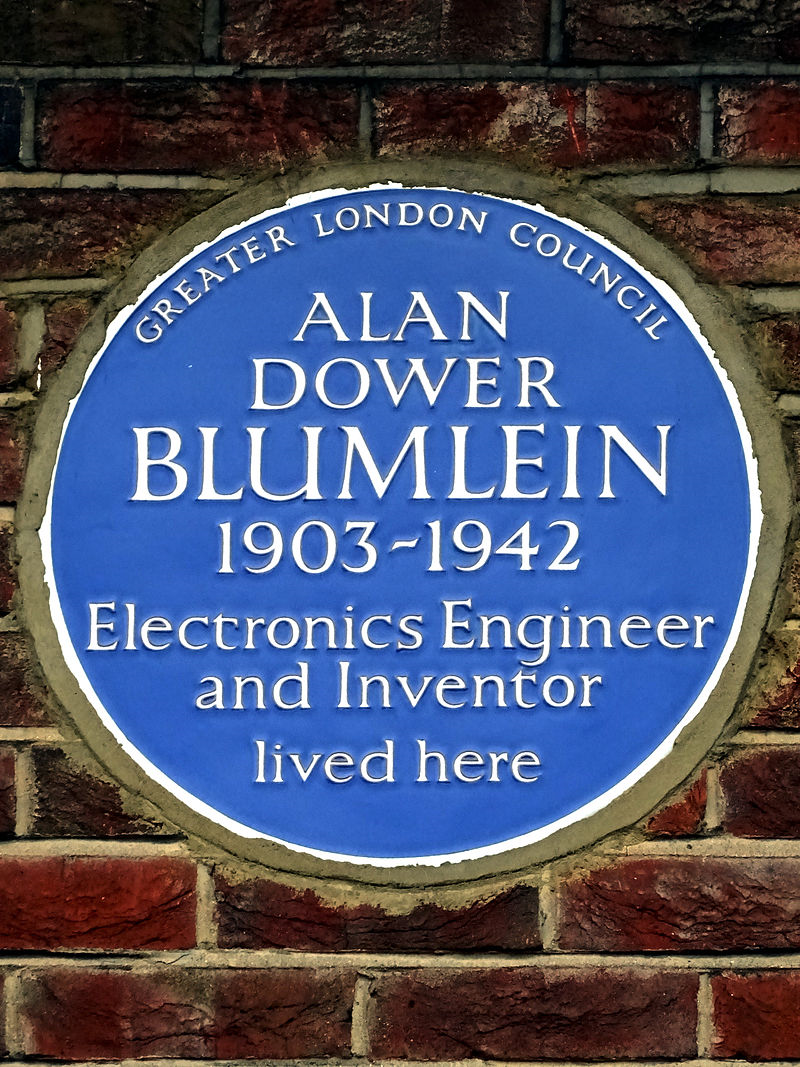 GREATER LONDON COUNCIL
ALAN
DOWER
BLUMLEIN
1903-1942
Electronics Engineer
and Inventor
lived here